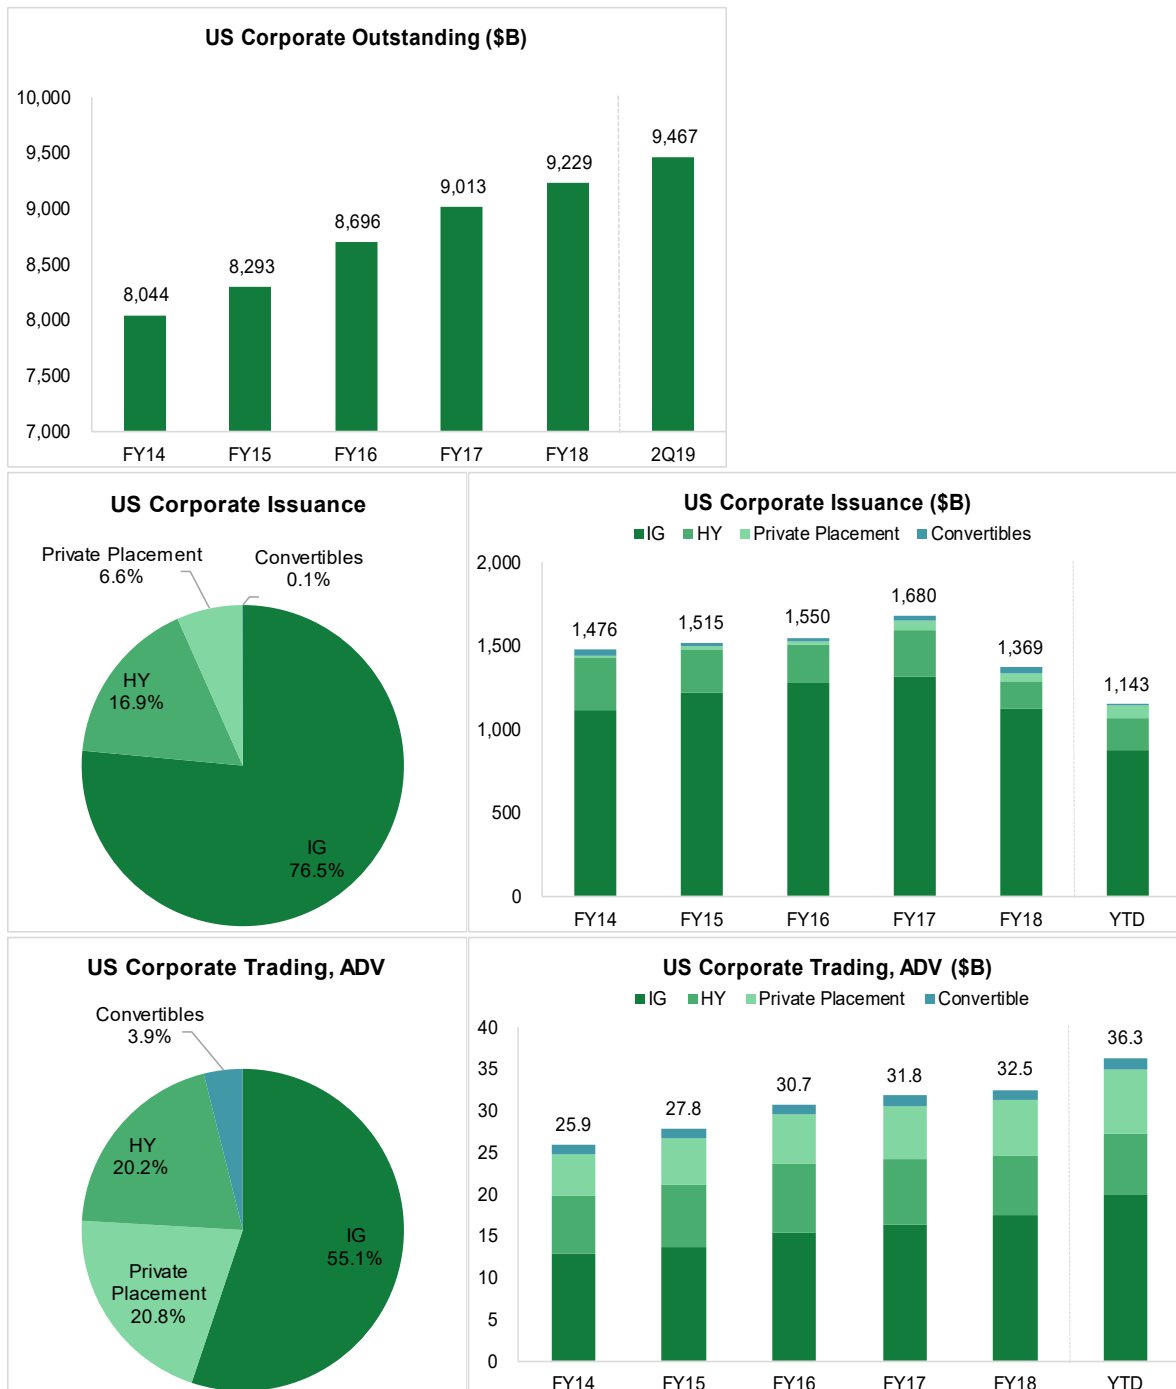 US Corporate Outstanding ($B)
10,000
9,500
9,000
8,500
8,000
7,500
7,000
8,044
8,293
8,696
9,013
9,229
9,467
FY14
FY15
FY16
FY17
FY18
2Q19
US Corporate Issuance
Private Placement
6.6%
Convertibles
0.1%
HY
16.9%
IG
76.5%
US Corporate Issuance ($B)
IG HY Private Placement Convertibles
2,000
1,500
1,000
500
0
1,476
1,515
1,550
1,680
1,369
1,143
FY14
FY15
FY16
FY17
FY18
YTD
US Corporate Trading, ADV
Convertibles
3.9%
HY
20.2%
IG
55.1%
Private
Placement
20.8%
US Corporate Trading, ADV ($B)
IG HY Private Placement Convertible
40
35
30
25
20
15
10
5
0
25.9
27.8
30.7
31.8
32.5
36.3
FY14
FY15
FY16
FY17
FY18
YTD